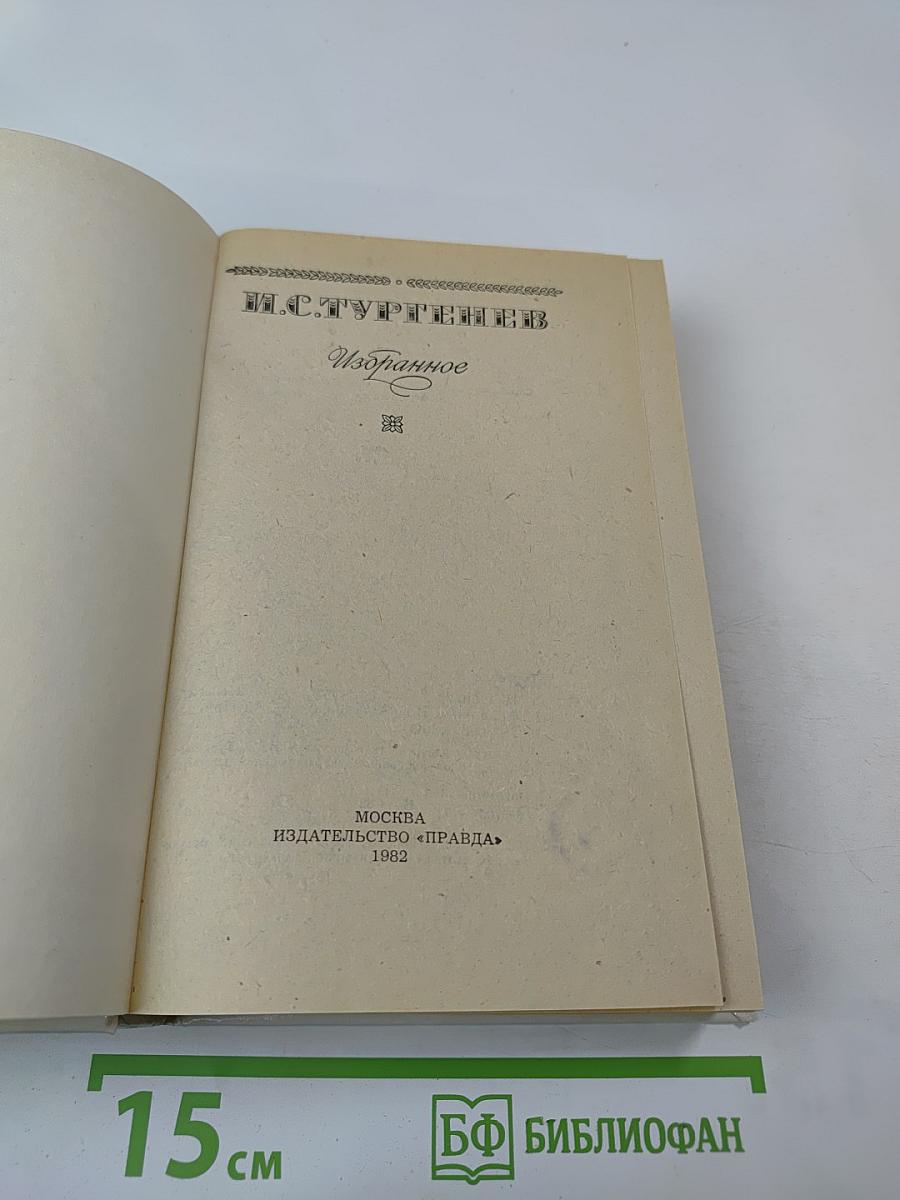 И.С.ТУРГЕНЕВ
Избранное
МОСКВА
ИЗДАТЕЛЬСТВО «ПРАВДА»
1982
15 см
БФ БИБЛИОФАН